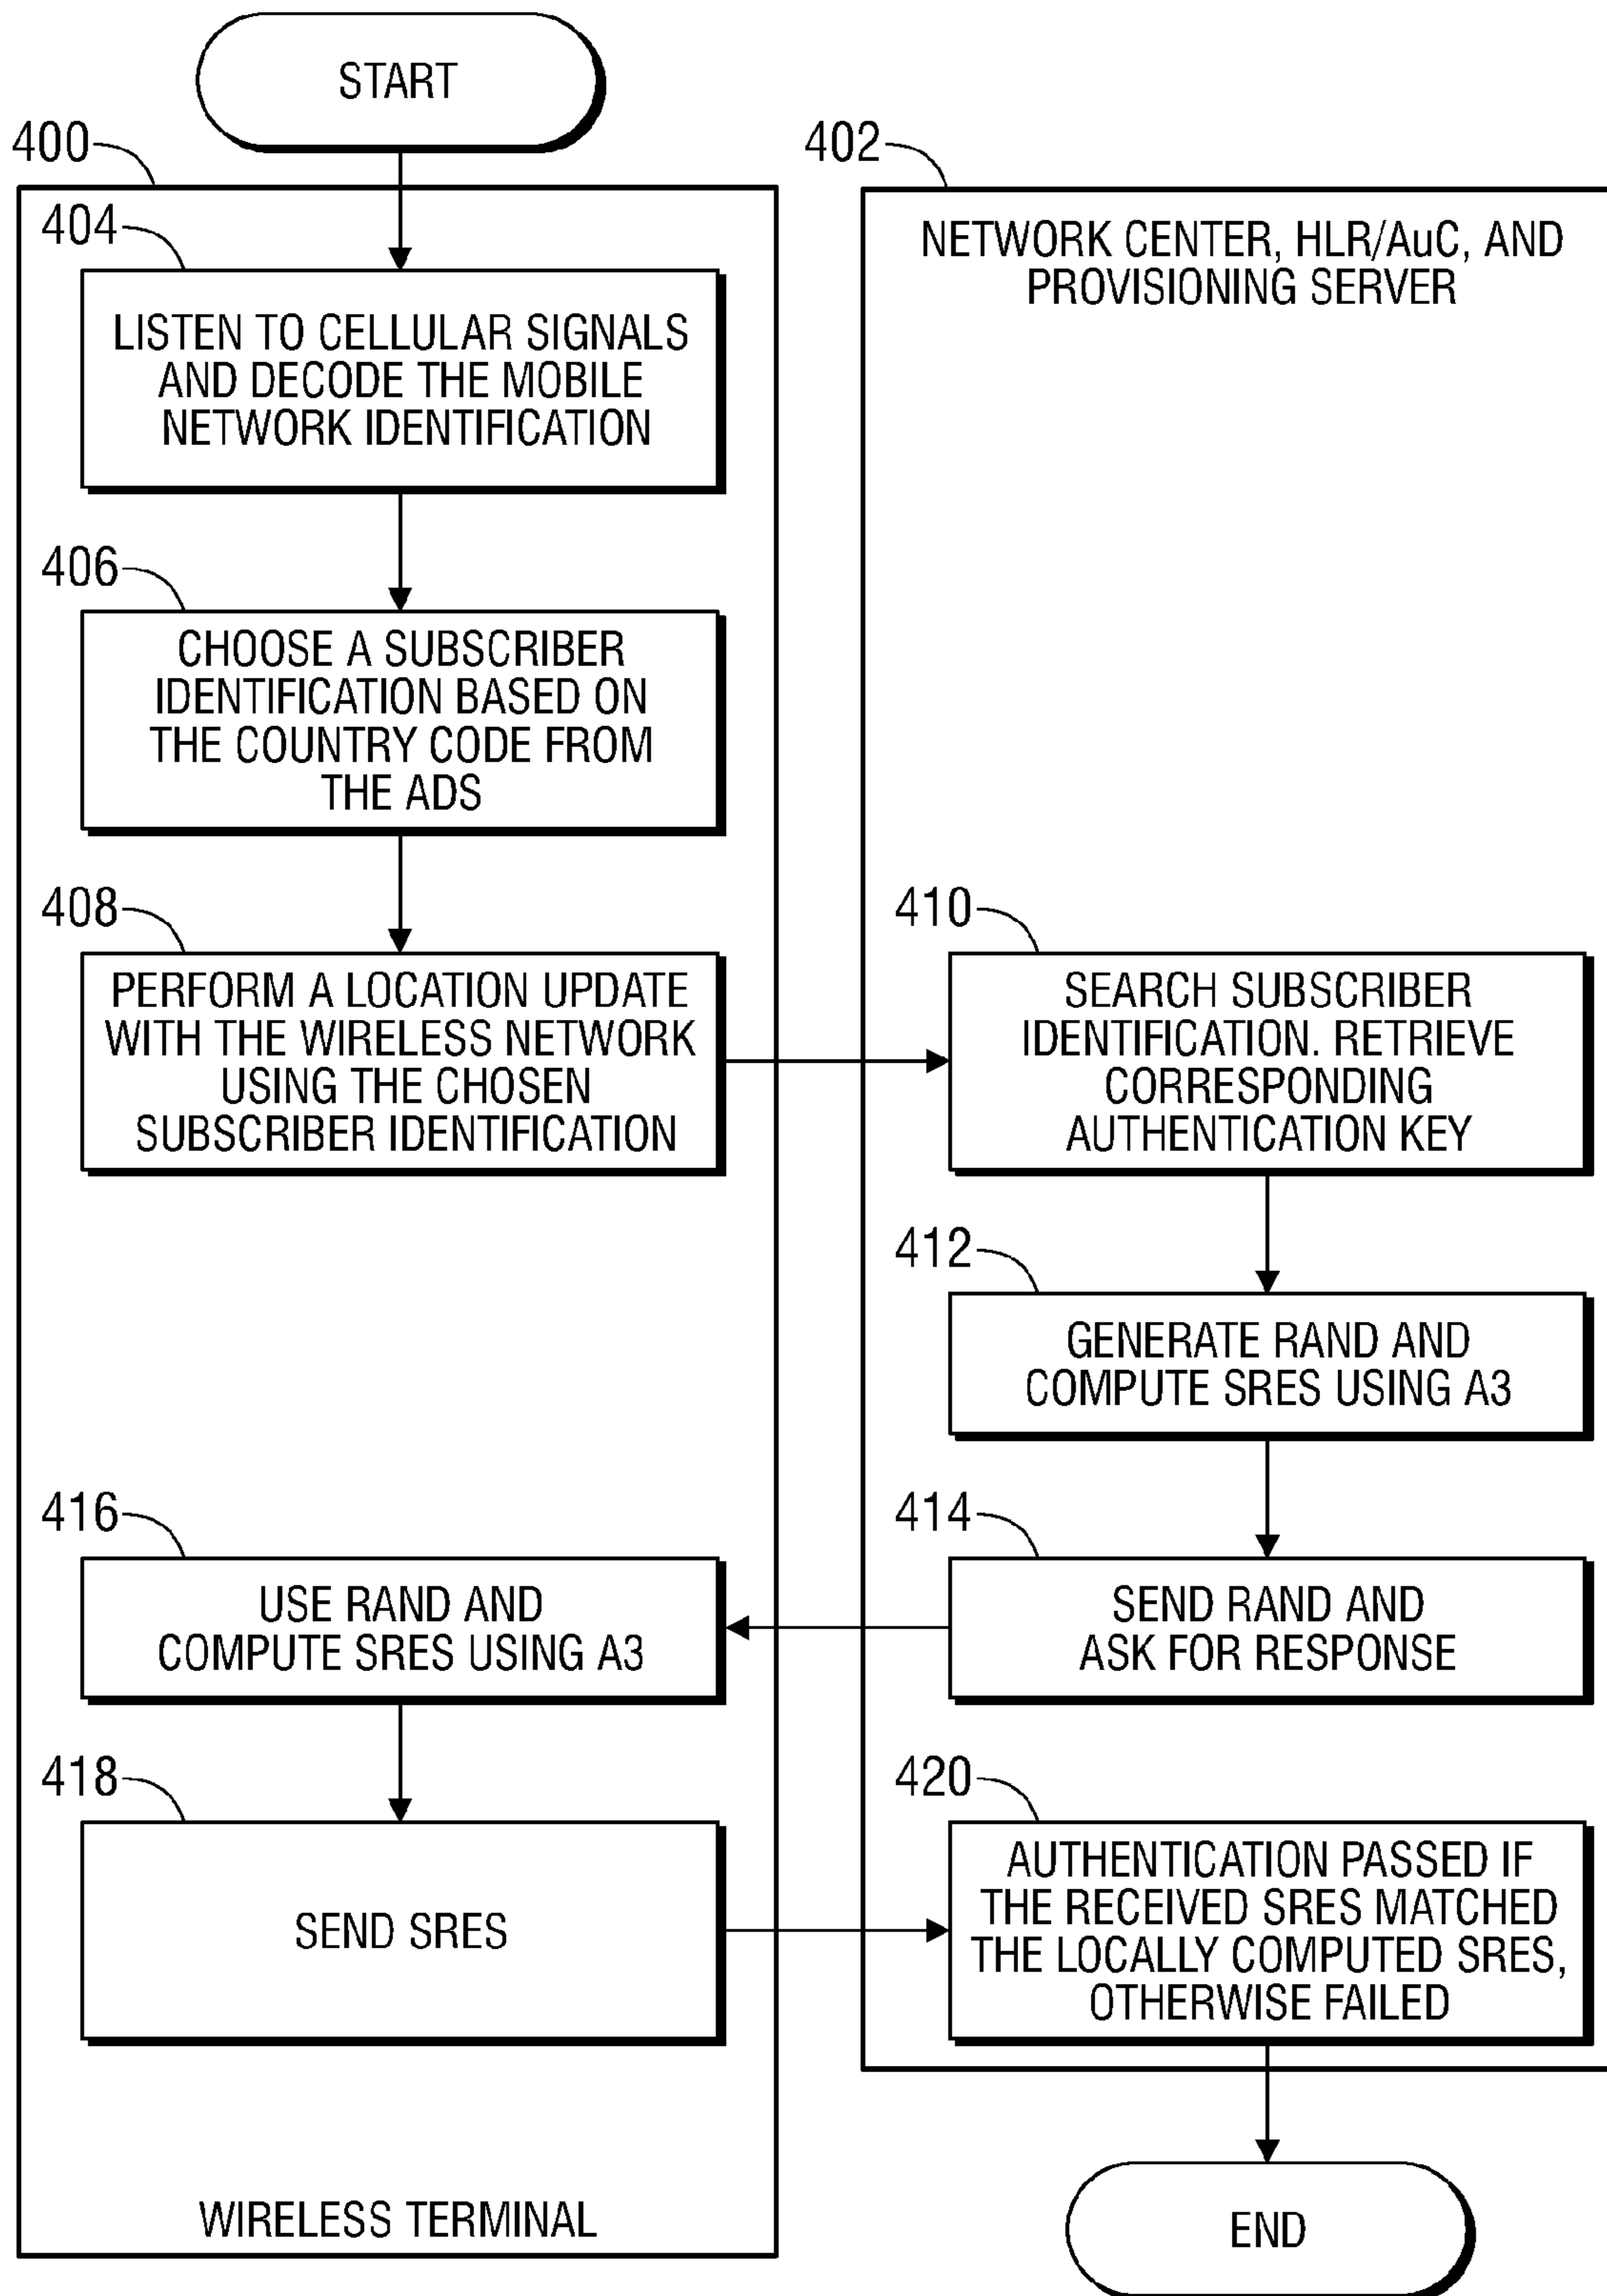 START
400
402
404
NETWORK CENTER, HLR/AuC, AND
PROVISIONING SERVER
LISTEN TO CELLULAR SIGNALS
AND DECODE THE MOBILE
NETWORK IDENTIFICATION
406
CHOOSE A SUBSCRIBER
IDENTIFICATION BASED ON
THE COUNTRY CODE FROM
THE ADS
408
PERFORM A LOCATION UPDATE
WITH THE WIRELESS NETWORK
USING THE CHOSEN
SUBSCRIBER IDENTIFICATION
410
SEARCH SUBSCRIBER
IDENTIFICATION. RETRIEVE
CORRESPONDING
AUTHENTICATION KEY
412
GENERATE RAND AND
COMPUTE SRES USING A3
414
SEND RAND AND
ASK FOR RESPONSE
416
USE RAND AND
COMPUTE SRES USING A3
418
SEND SRES
420
AUTHENTICATION PASSED IF
THE RECEIVED SRES MATCHED
THE LOCALLY COMPUTED SRES,
OTHERWISE FAILED
WIRELESS TERMINAL
END